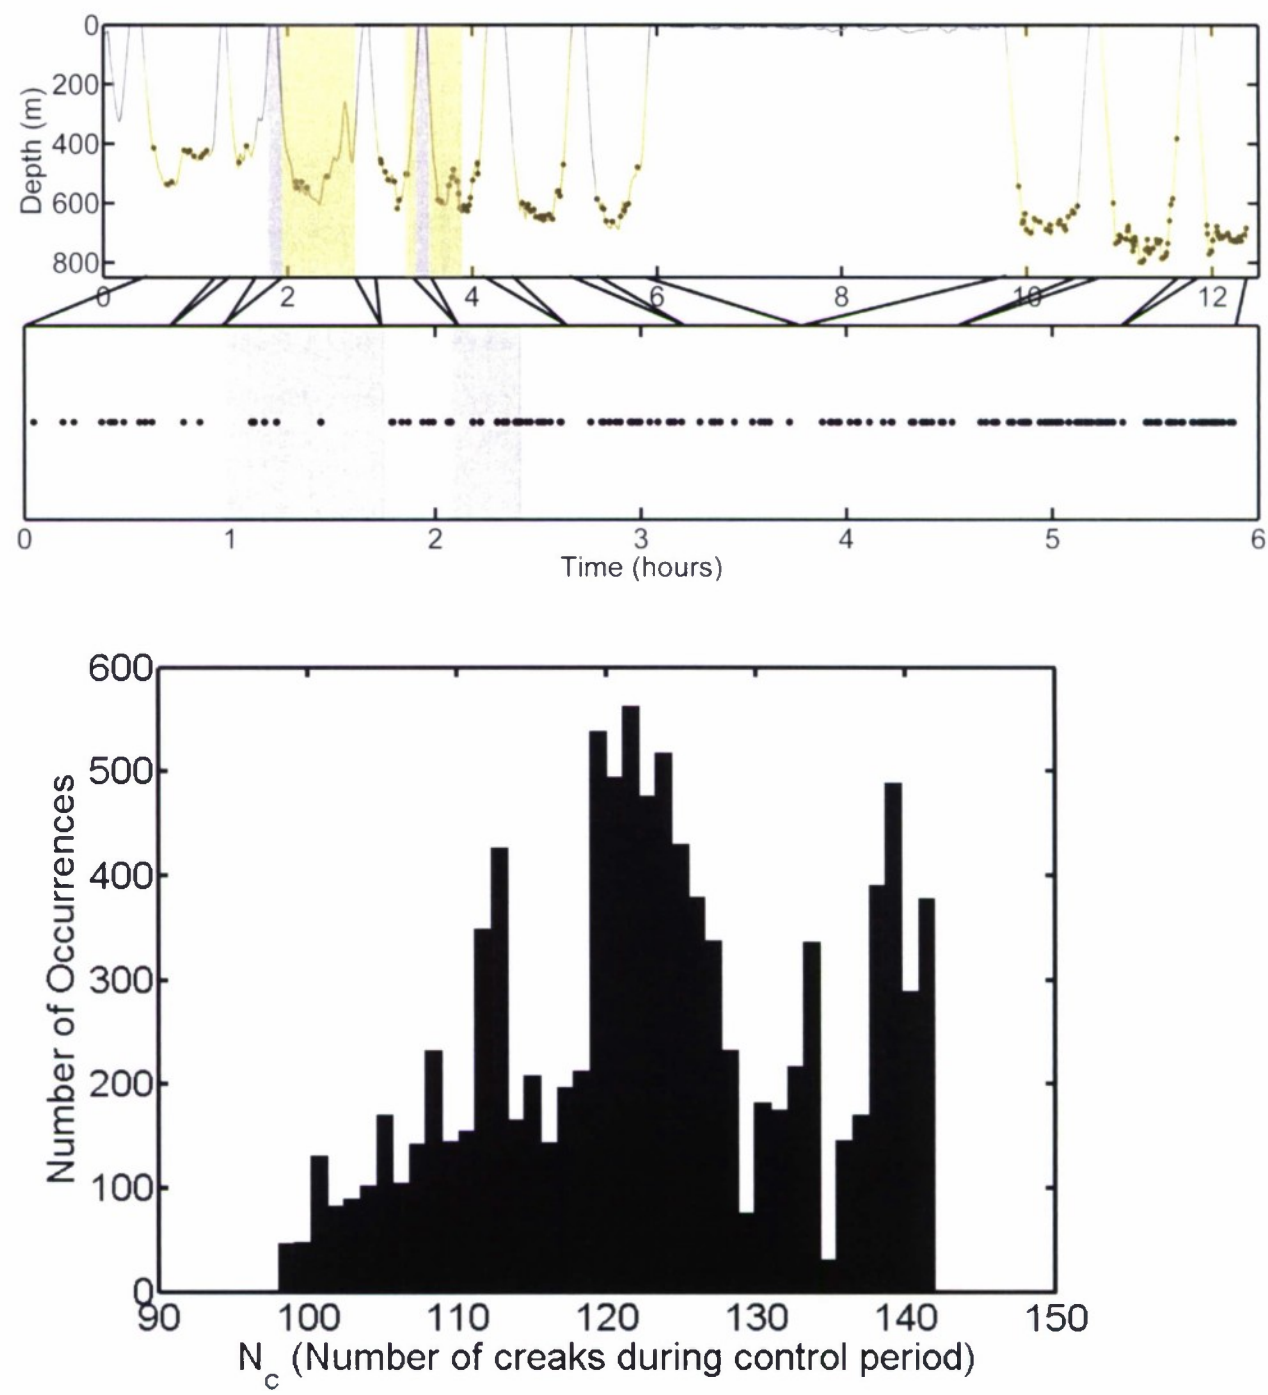 0
200
400
600
800
Depth (m)
0 2 4 6 8 10 12
0 1 2 3 4 5 6
Time (hours)
600
500
400
300
200
100
0
Number of Occurrences
90 100 110 120 130 140 150
Nc (Number of creaks during control period)